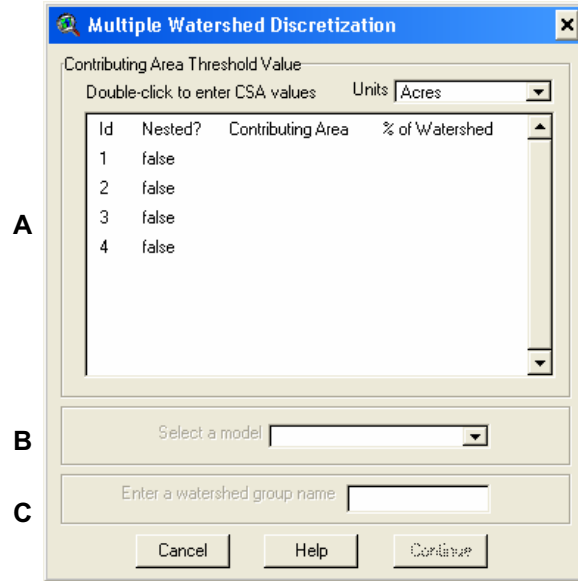 Multiple Watershed Discretization
Contributing Area Threshold Value
Double-click to enter CSA values Units Acres
Id Nested? Contributing Area % of Watershed
1 false
2 false
3 false
4 false
A
B
Select a model
C
Enter a watershed group name
Cancel Help Continue